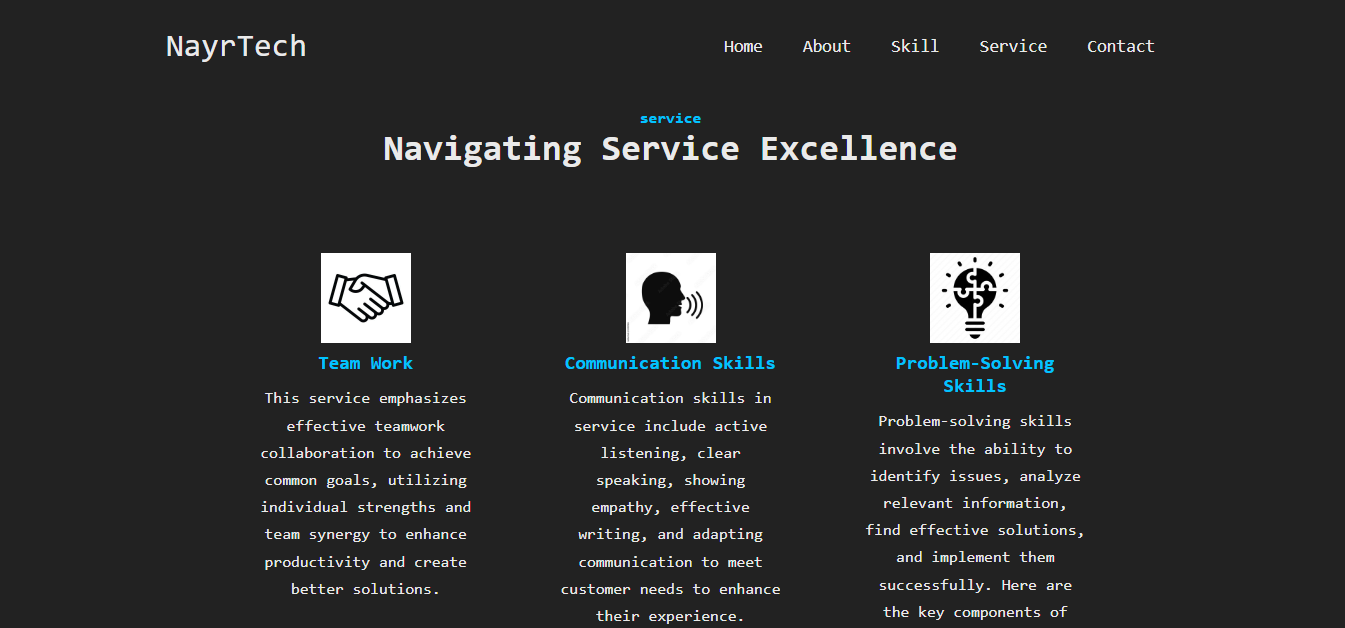 NayrTech
Home About Skill Service Contact
service
Navigating Service Excellence
Team Work
This service emphasizes
effective teamwork
collaboration to achieve
common goals, utilizing
individual strengths and
team synergy to enhance
productivity and create
better solutions.
Communication Skills
Communication skills in
service include active
listening, clear
speaking, showing
empathy, effective
writing, and adapting
communication to meet
customer needs to enhance
their experience.
Problem-Solving
Skills
Problem-solving skills
involve the ability to
identify issues, analyze
relevant information,
find effective solutions,
and implement them
successfully. Here are
the key components of